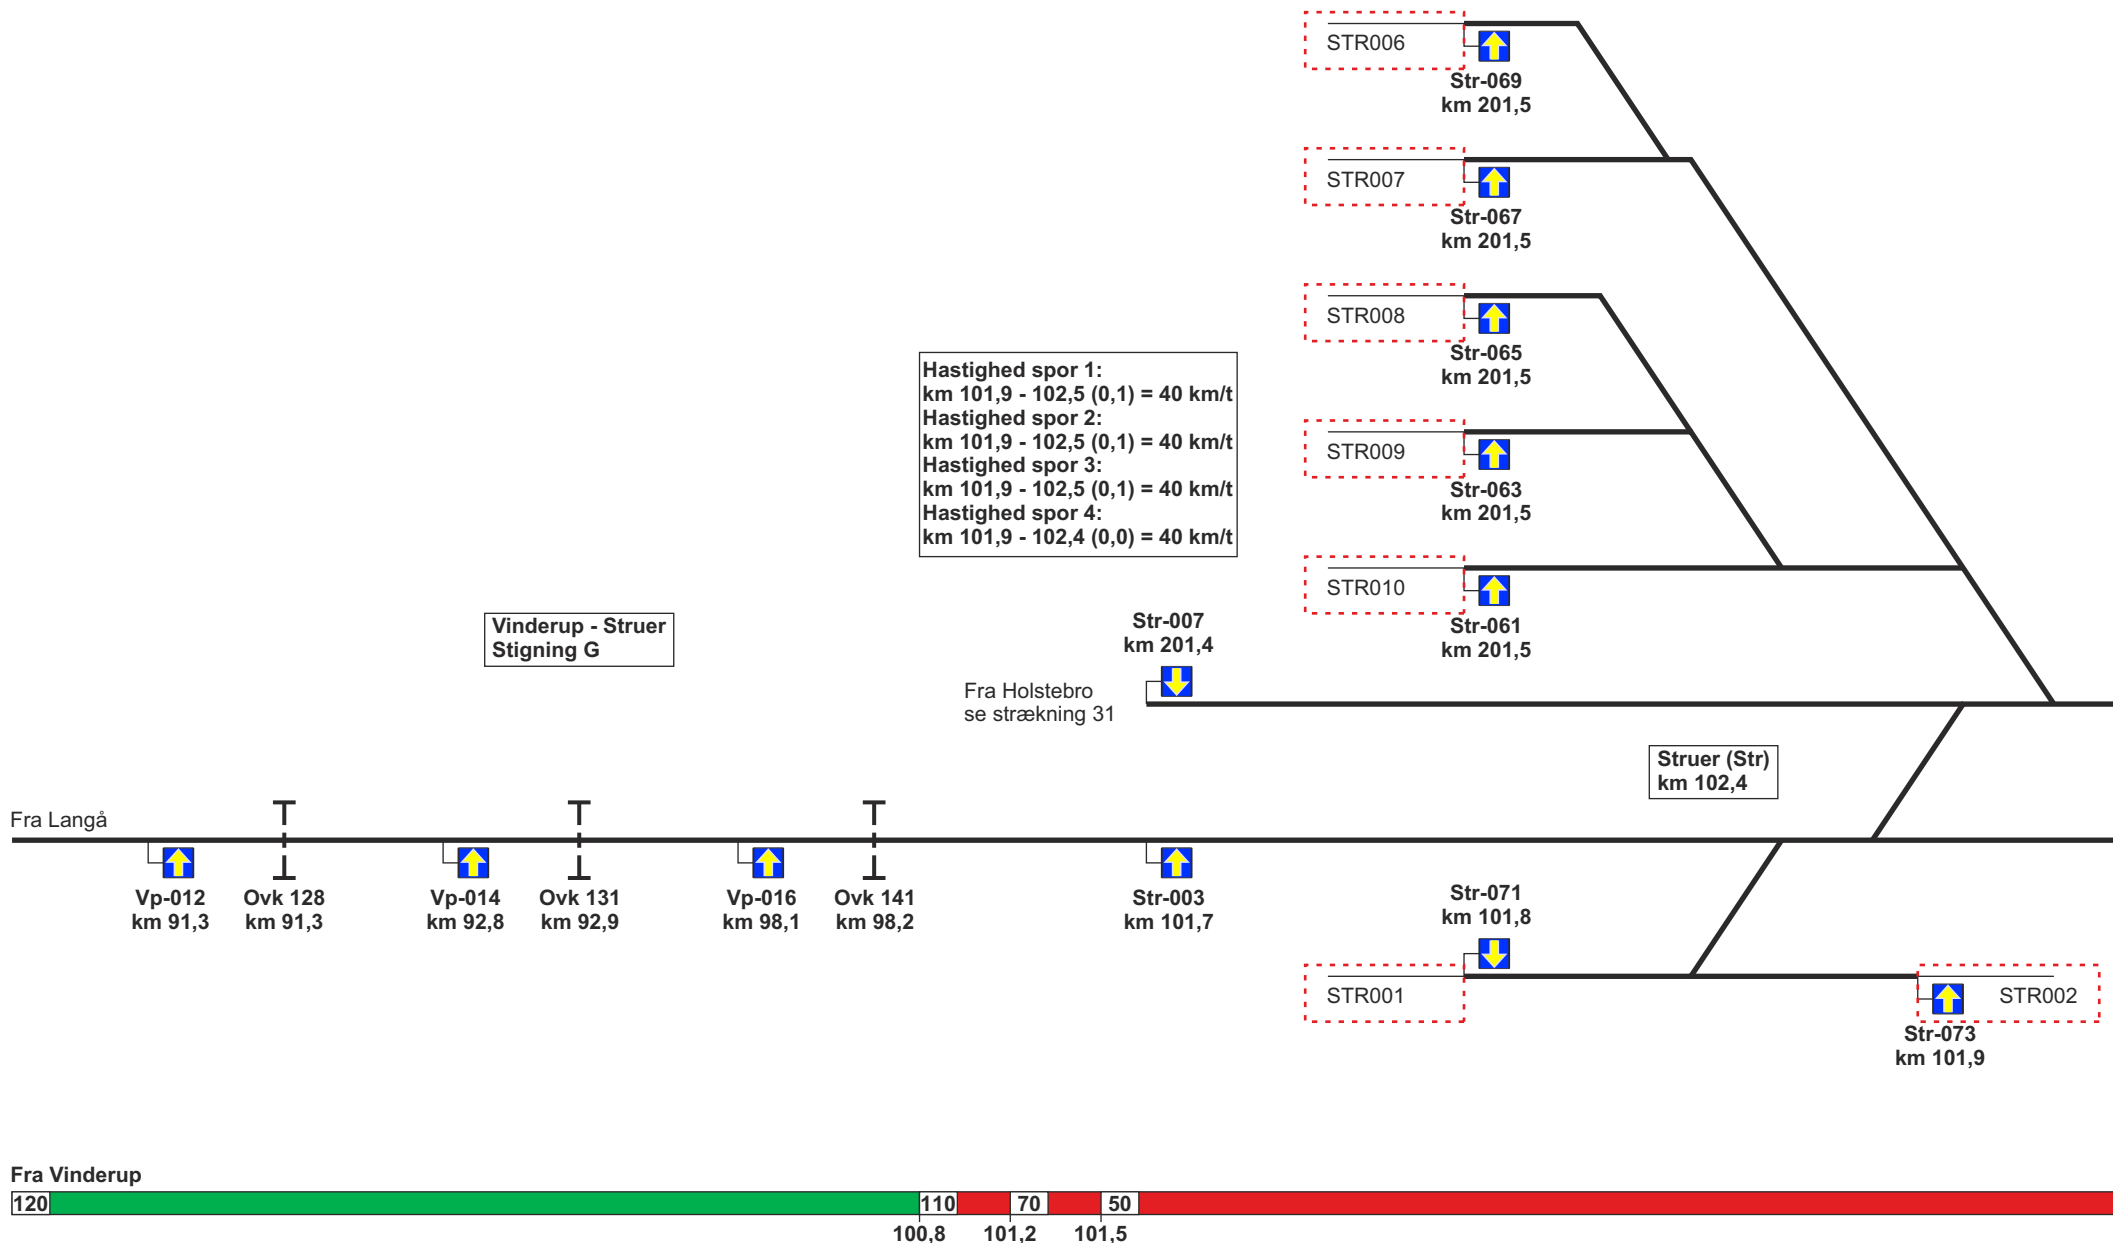 STR006
Str-069
km 201,5
STR007
Str-067
km 201,5
STR008
Str-065
km 201,5
Hastighed spor 1:
km 101,9 - 102,5 (0,1) = 40 km/t
Hastighed spor 2:
km 101,9 - 102,5 (0,1) = 40 km/t
Hastighed spor 3:
km 101,9 - 102,5 (0,1) = 40 km/t
Hastighed spor 4:
km 101,9 - 102,4 (0,0) = 40 km/t
STR009
Str-063
km 201,5
STR010
Str-061
km 201,5
Vinderup - Struer
Stigning G
Str-007
km 201,4
Fra Holstebro
se strækning 31
Struer (Str)
km 102,4
Fra Langå
Vp-012
km 91,3
Ovk 128
km 91,3
Vp-014
km 92,8
Ovk 131
km 92,9
Vp-016
km 98,1
Ovk 141
km 98,2
Str-003
km 101,7
Str-071
km 101,8
STR001
STR002
Str-073
km 101,9
Fra Vinderup
120
110
70
50
100,8
101,2
101,5